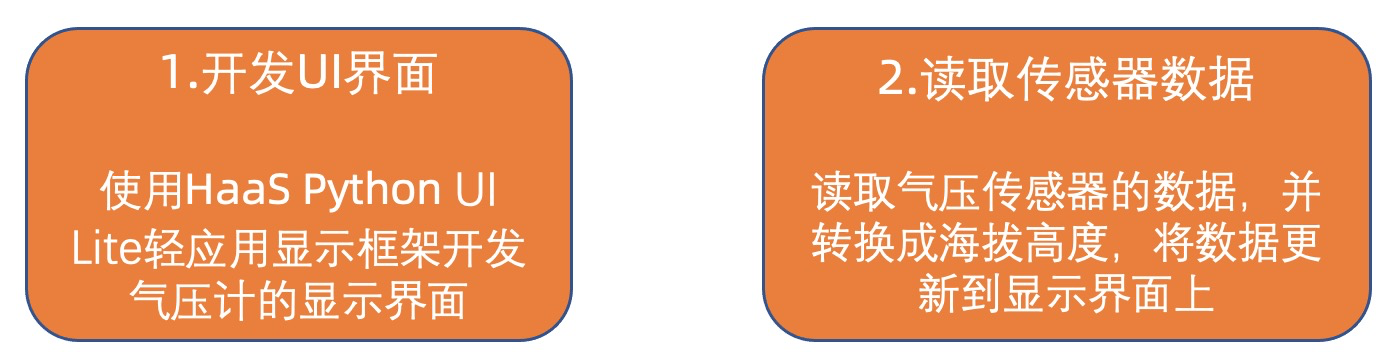 1.开发UI界面
使用HaaS Python UI
Lite轻应用显示框架开发
气压计的显示界面
2.读取传感器数据
读取气压传感器的数据，并
转换成海拔高度，将数据更
新到显示界面上